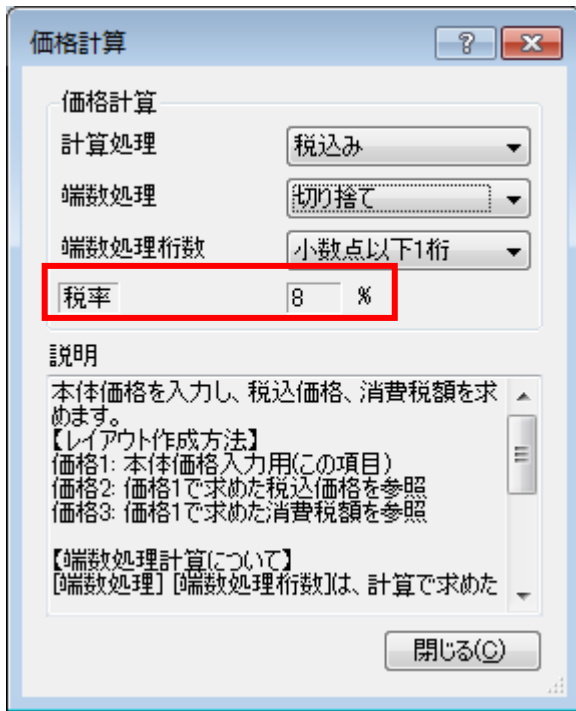 価格計算
?
価格計算
計算処理 税込み
端数処理 切り捨て
端数処理桁数 小数点以下1桁
税率 8 %
説明
本体価格を入力し、税込価格、消費税額を求
めます。
【レイアウト作成方法】
価格1: 本体価格入力用(この項目)
価格2: 価格1で求めた税込価格を参照
価格3: 価格1で求めた消費税額を参照
【端数処理計算について】
[端数処理] [端数処理桁数]は、計算で求めた
閉じる(C)